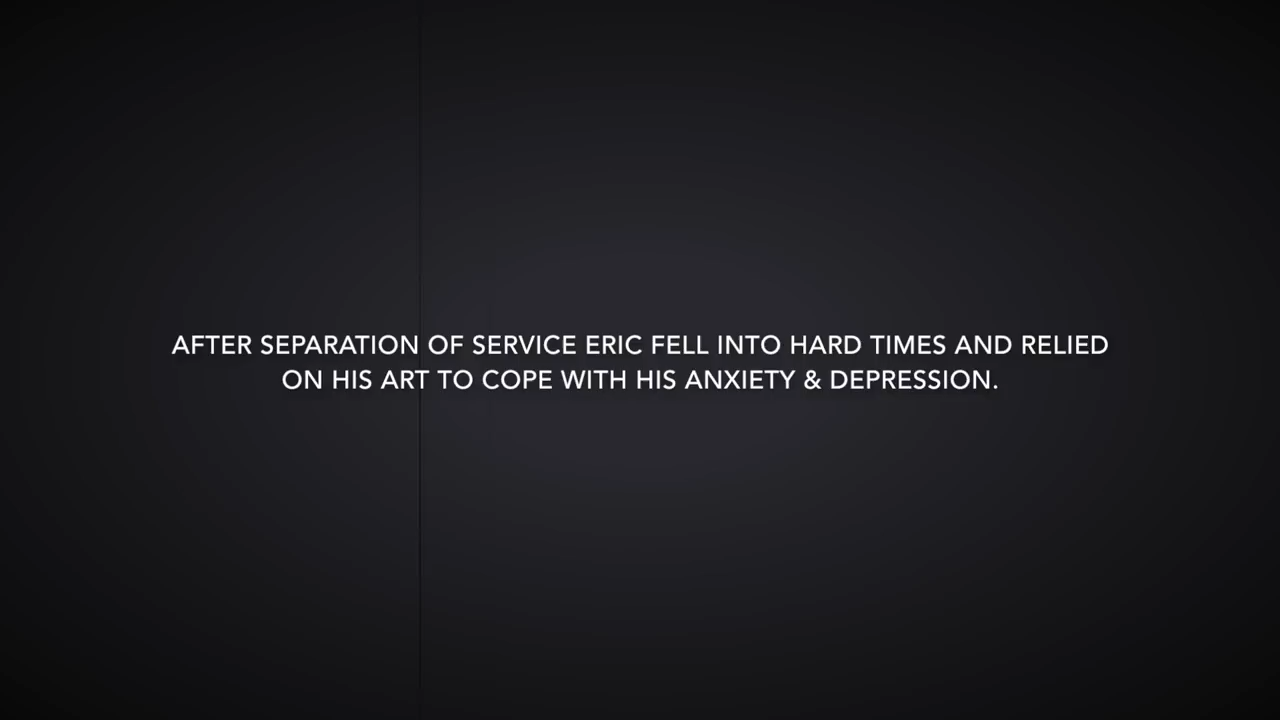 AFTER SEPARATION OF SERVICE ERIC FELL INTO HARD TIMES AND RELIED
ON HIS ART TO COPE WITH HIS ANXIETY & DEPRESSION.